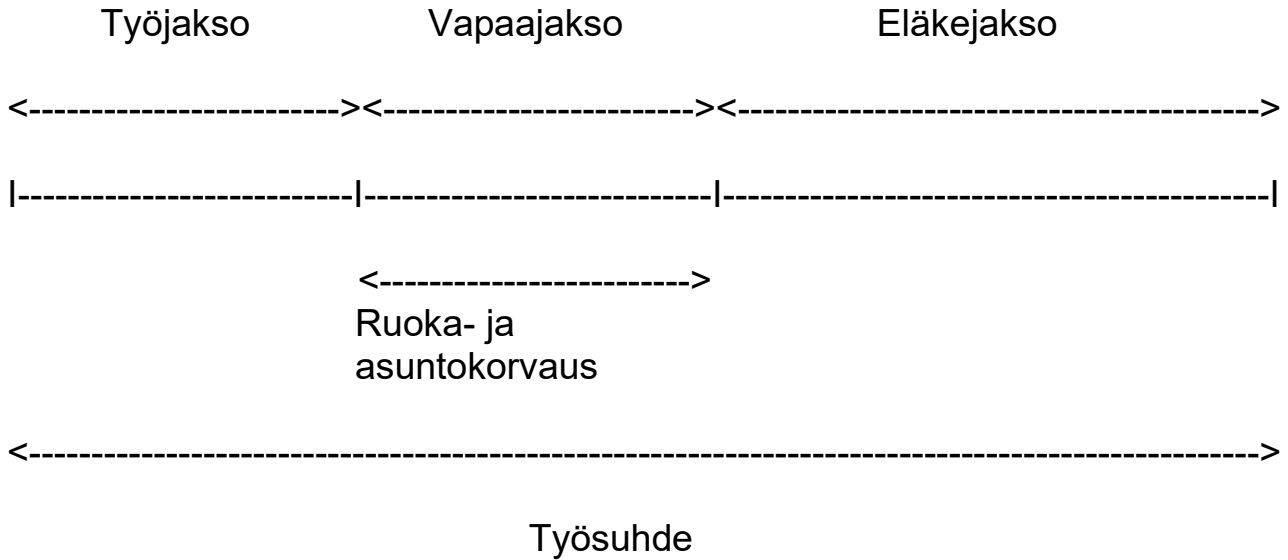 Työjakso Vapaajakso Eläkejakso
<-------------------------><-------------------------><------------------------------------------>
|---------------------------|----------------------------|--------------------------------------------|
<------------------------->
Ruoka- ja
asuntokorvaus
<---------------------------------------------------------------------------------------------------->
Työsuhde